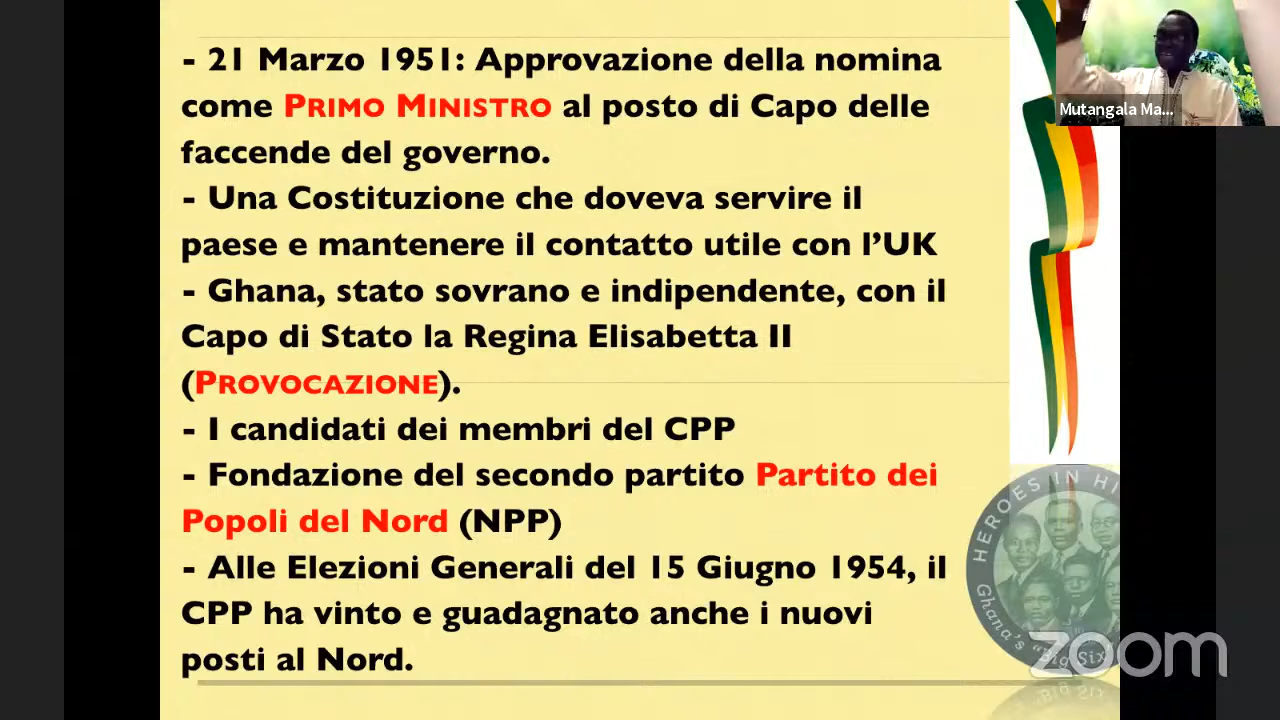 - 21 Marzo 1951: Approvazione della nomina
come PRIMO MINISTRO al posto di Capo delle
faccende del governo.
- Una Costituzione che doveva servire il
paese e mantenere il contatto utile con l'UK
- Ghana, stato sovrano e indipendente, con il
Capo di Stato la Regina Elisabetta II
(PROVOCAZIONE).
- I candidati dei membri del CPP
- Fondazione del secondo partito Partito dei
Popoli del Nord (NPP)
- Alle Elezioni Generali del 15 Giugno 1954, il
CPP ha vinto e guadagnato anche i nuovi
posti al Nord.
Mutangala Ma...
HEROES IN HI
Ghana's "Big Six
zoom